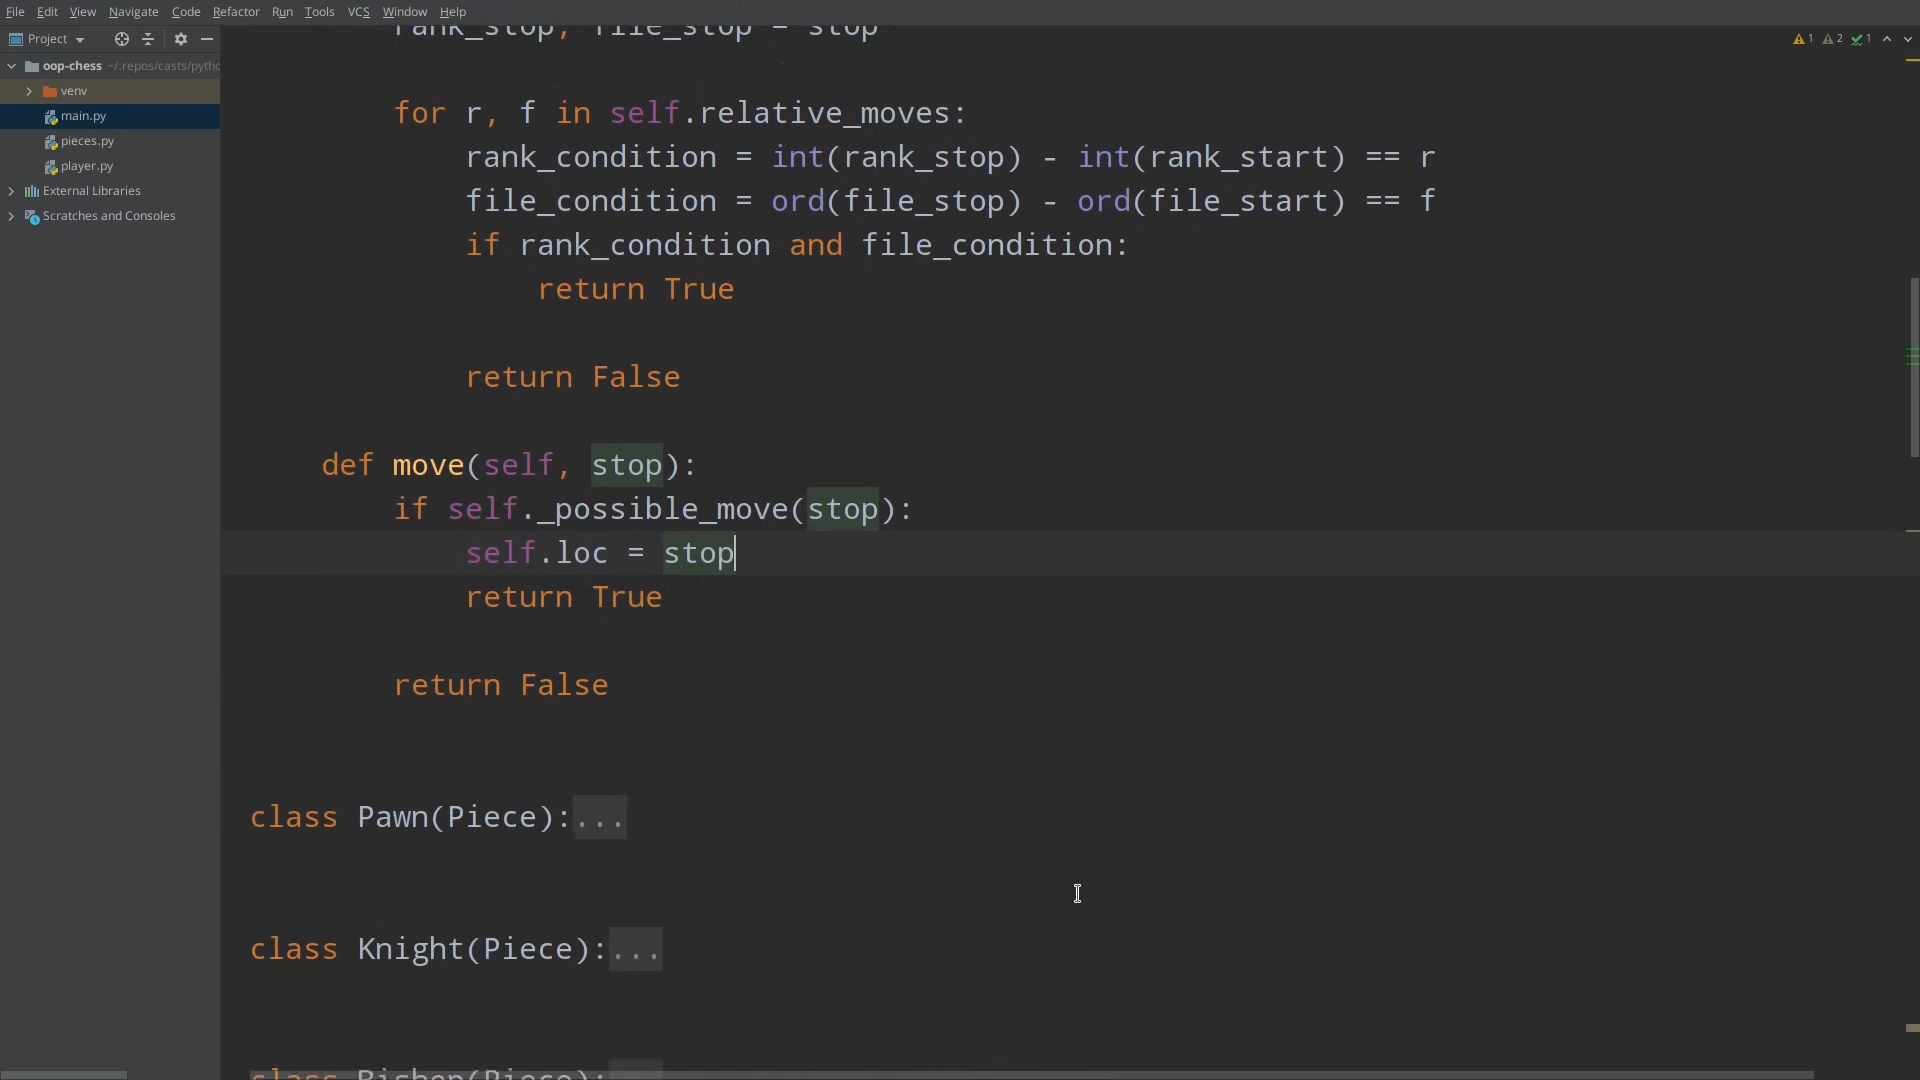 File Edit View Navigate Code Refactor Run Tools VCS Window Help
Project
oop-chess ~/.repos/casts/pytho
venv
main.py
pieces.py
player.py
External Libraries
Scratches and Consoles
1 2 1
rank_stop, file_stop = stop
for r, f in self.relative_moves:
rank_condition = int(rank_stop) - int(rank_start) == r
file_condition = ord(file_stop) - ord(file_start) == f
if rank_condition and file_condition:
return True
return False
def move(self, stop):
if self._possible_move(stop):
self.loc = stop
return True
return False
class Pawn(Piece):...
class Knight(Piece):...
class Bishop(Piece):...